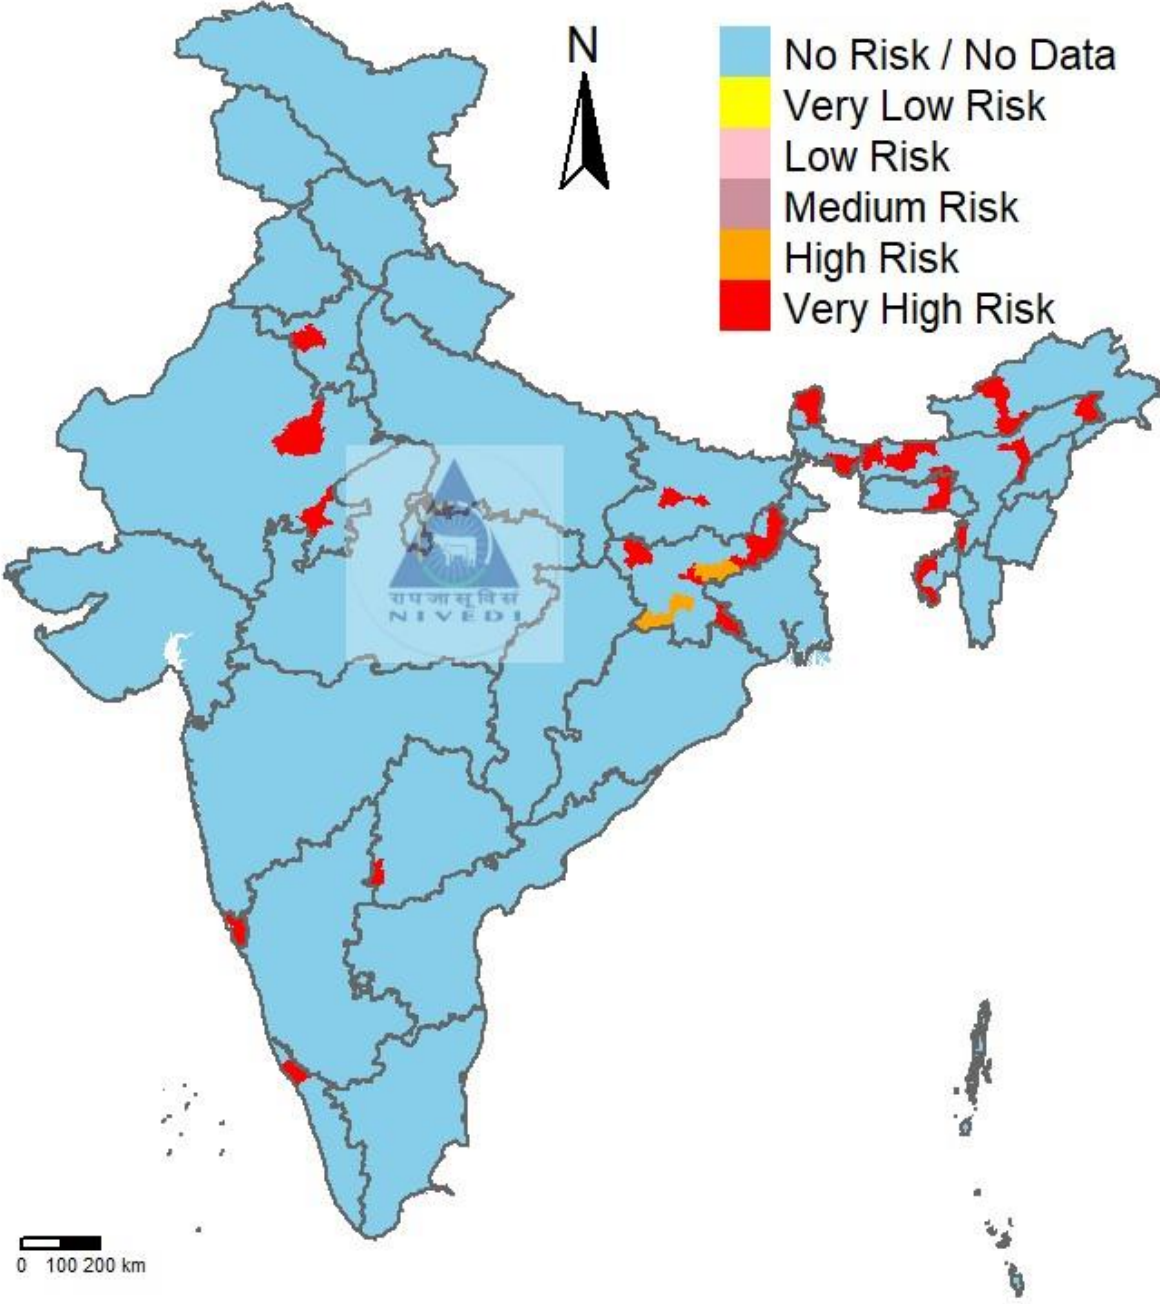 N
No Risk / No Data
Very Low Risk
Low Risk
Medium Risk
High Risk
Very High Risk
रापजासूविसं
NIVEDI
0 100 200 km